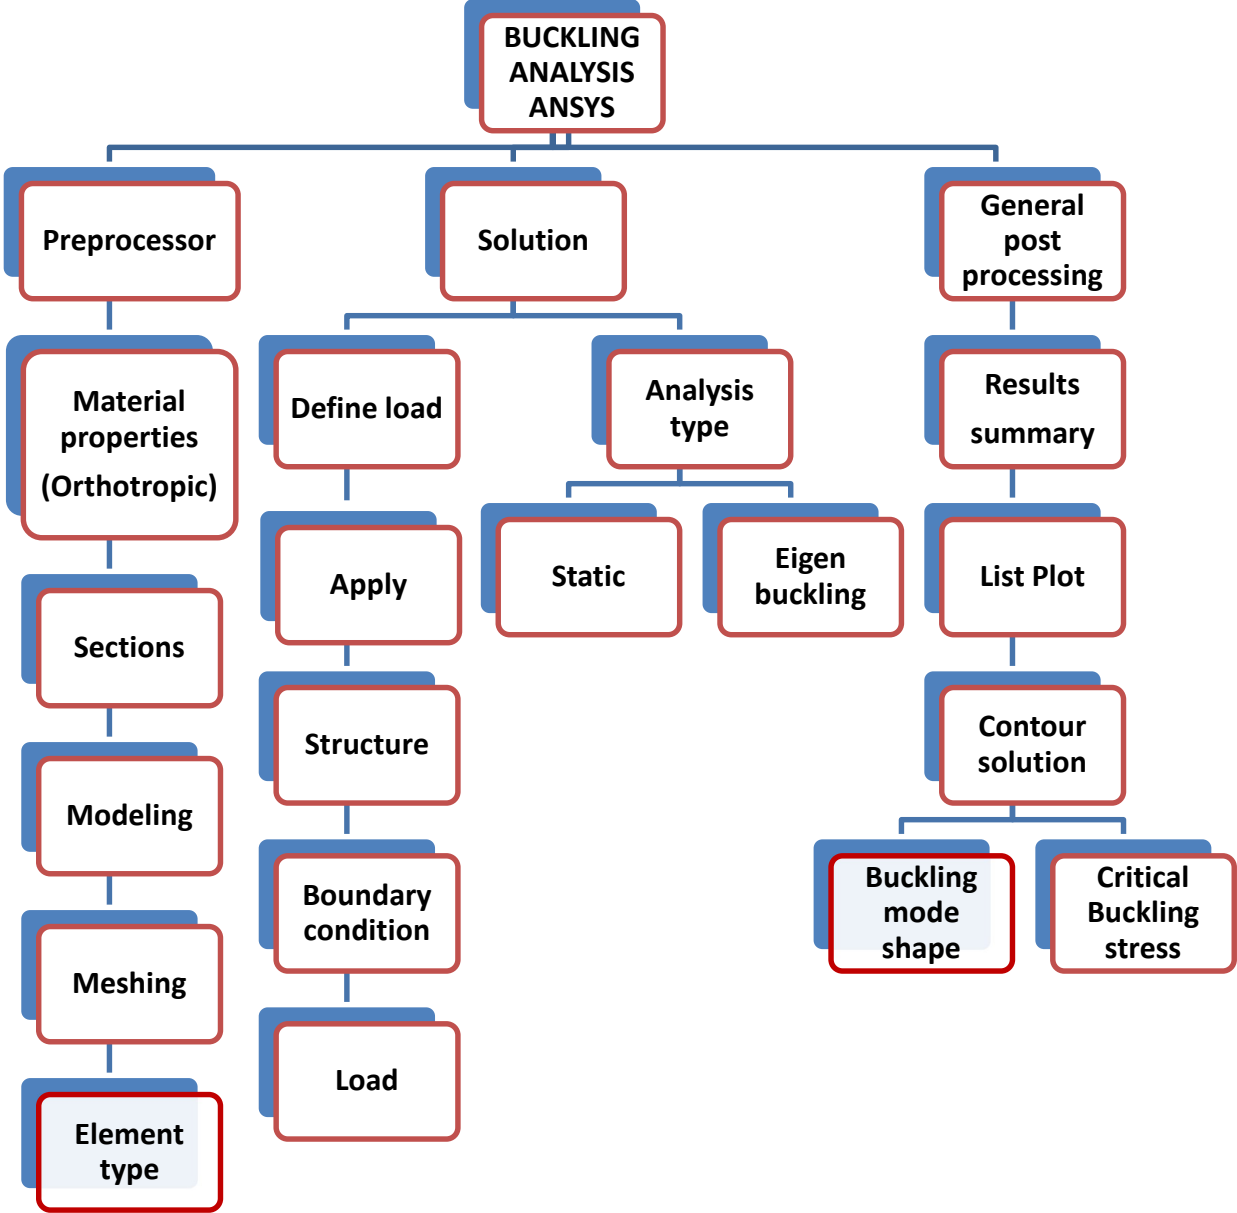 BUCKLING
ANALYSIS
ANSYS
Preprocessor
Solution
General
post
processing
Material
properties
(Orthotropic)
Define load
Analysis
type
Results
summary
Apply
Static
Eigen
buckling
List Plot
Sections
Structure
Contour
solution
Modeling
Boundary
condition
Buckling
mode
shape
Critical
Buckling
stress
Meshing
Load
Element
type